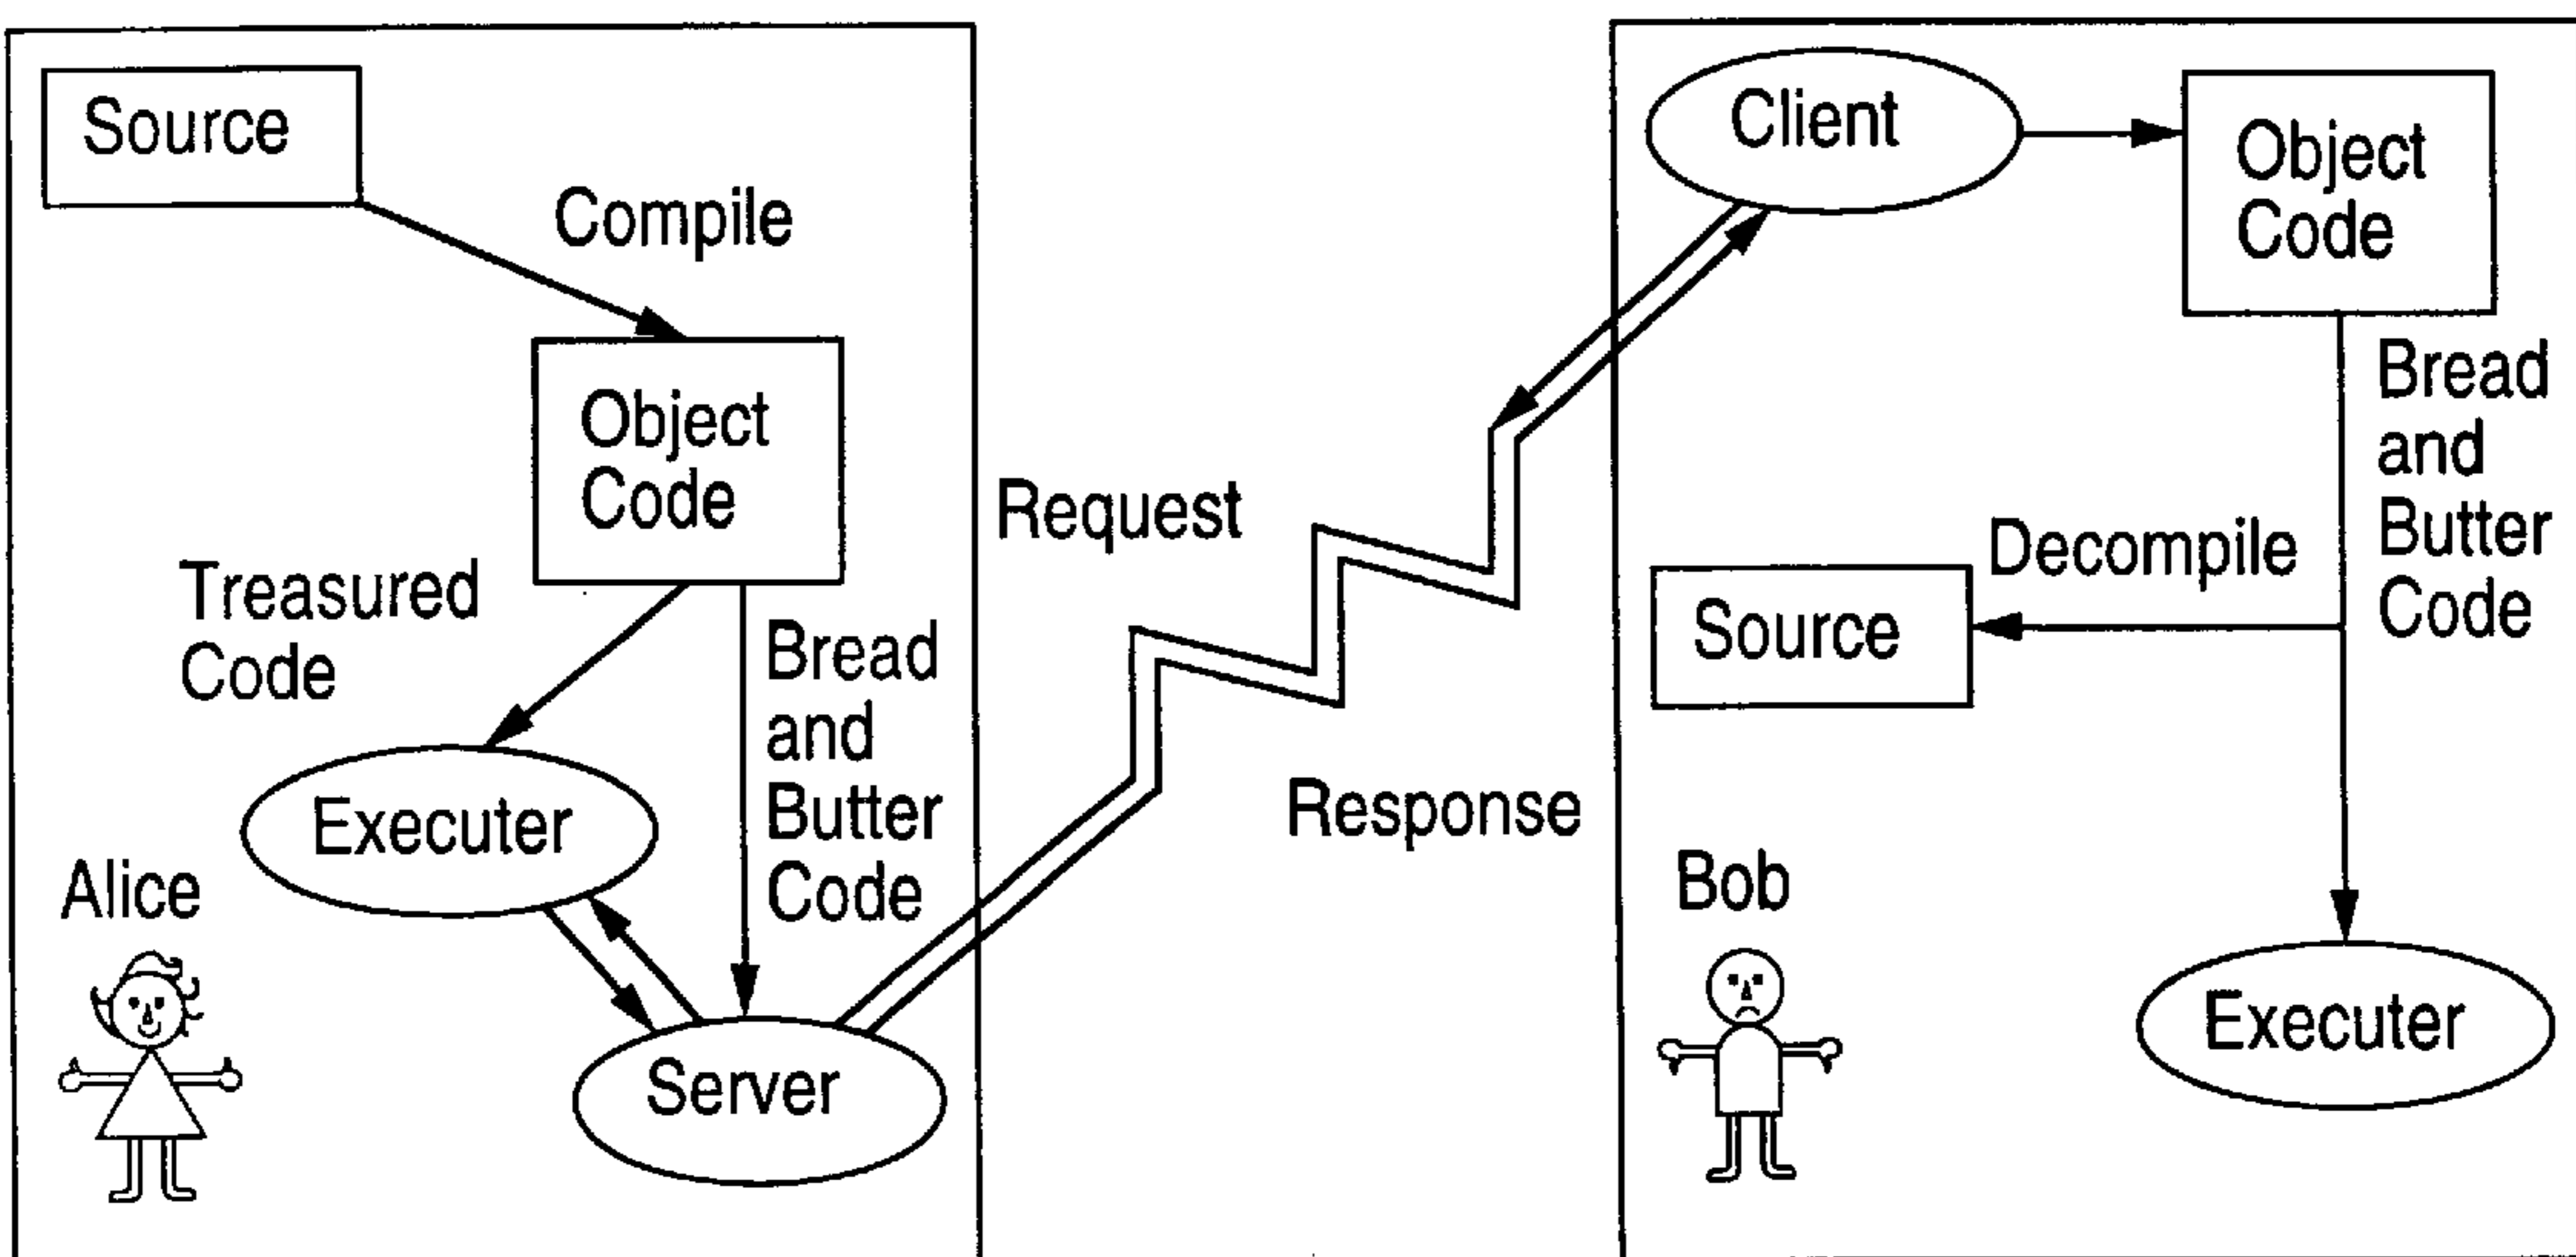 Source
Compile
Object
Code
Treasured
Code
Bread
and
Butter
Code
Executer
Alice
Server
Request
Response
Client
Object
Code
Bread
and
Butter
Code
Decompile
Source
Bob
Executer